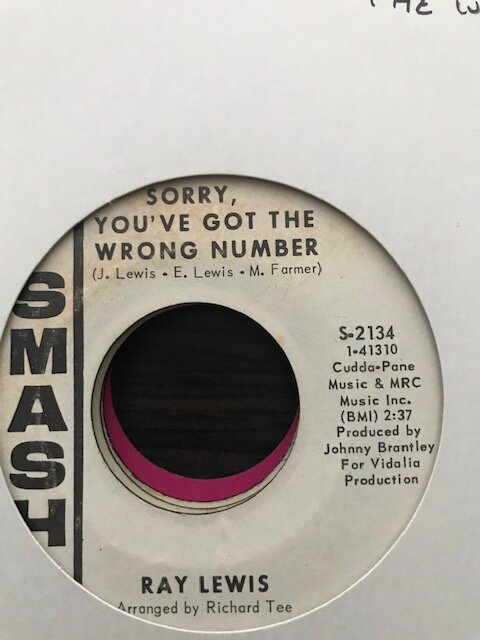 THE
SORRY,
YOU'VE GOT THE
WRONG NUMBER
(J. Lewis - E. Lewis - M. Farmer)
SMASH
S-2134
1-41310
Cudda-Pane
Music & MRC
Music Inc.
(BMI) 2:37
Produced by
Johnny Brantley
For Vidalia
Production
RAY LEWIS
Arranged by Richard Tee